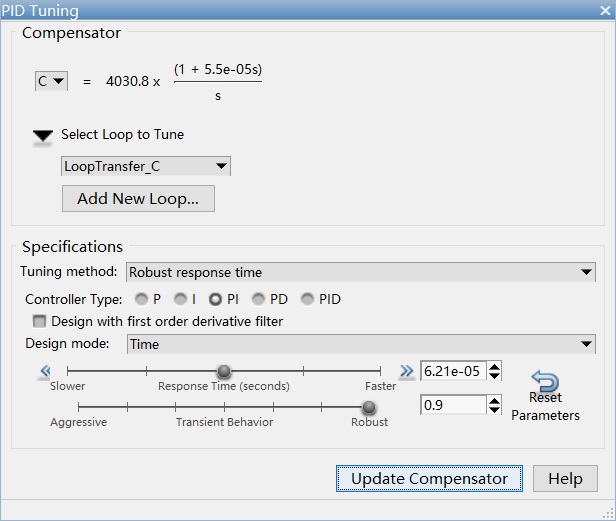 PID Tuning
Compensator
C = 4030.8 x (1 + 5.5e-05s)
s
Select Loop to Tune
LoopTransfer_C
Add New Loop...
Specifications
Tuning method: Robust response time
Controller Type: P I PI PD PID
Design with first order derivative filter
Design mode: Time
Slower Response Time (seconds) Faster 6.21e-05
Aggressive Transient Behavior Robust 0.9
Reset
Parameters
Update Compensator Help